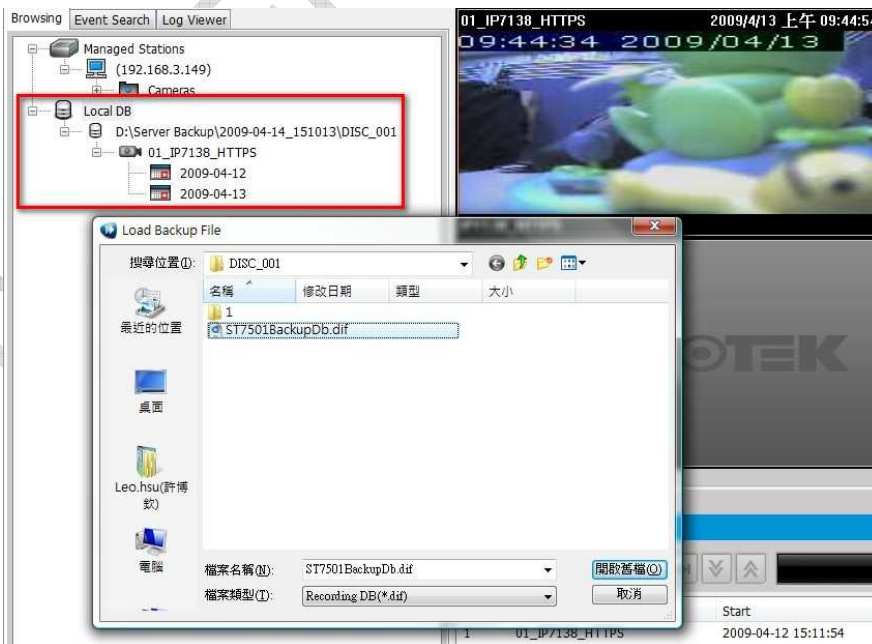 Browsing Event Search Log Viewer
Managed Stations
(192.168.3.149)
Cameras
Local DB
D:\Server Backup\2009-04-14_151013\DISC_001
01_IP7138_HTTPS
2009-04-12
2009-04-13
01_IP7138_HTTPS 2009/4/13 上午 09:44:54
09:44:34 2009/04/13
Load Backup File
搜尋位置(I): DISC_001
名稱 修改日期 類型 大小
1
ST7501BackupDb.dif
最近的位置
桌面
Leo.hsu(許博欽)
電腦
檔案名稱(N): ST7501BackupDb.dif 開啟舊檔(O)
檔案類型(T): Recording DB(*.dif) 取消
OTEK
Start
1 01_IP7138_HTTPS 2009-04-12 15:11:54